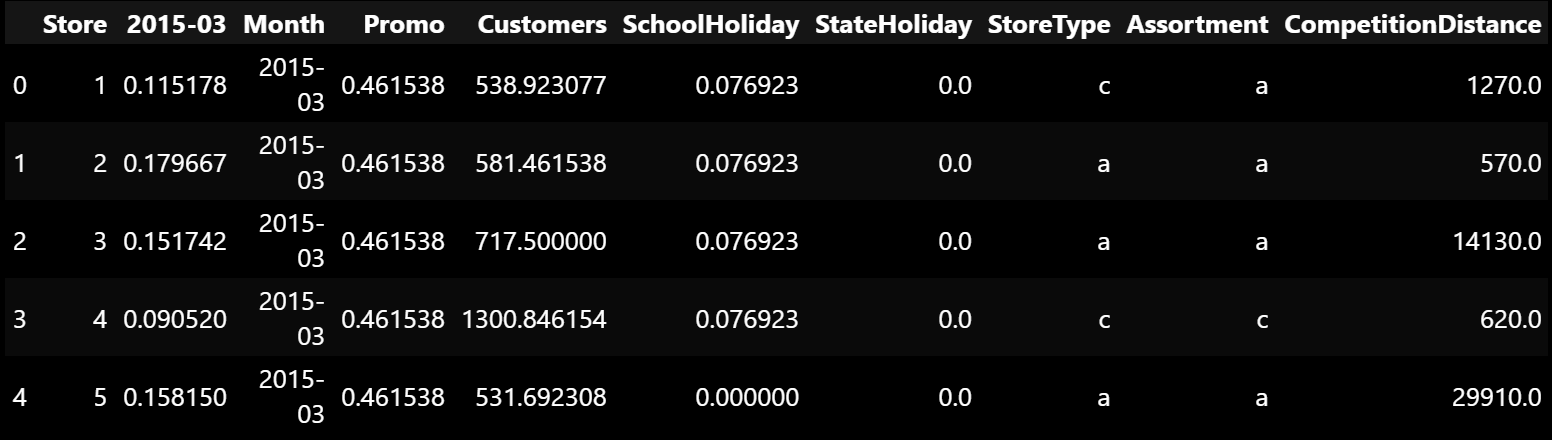 Store 2015-03 Month Promo Customers SchoolHoliday StateHoliday StoreType Assortment CompetitionDistance
0 1 0.115178 2015-03 0.461538 538.923077 0.076923 0.0 c a 1270.0
1 2 0.179667 2015-03 0.461538 581.461538 0.076923 0.0 a a 570.0
2 3 0.151742 2015-03 0.461538 717.500000 0.076923 0.0 a a 14130.0
3 4 0.090520 2015-03 0.461538 1300.846154 0.076923 0.0 c c 620.0
4 5 0.158150 2015-03 0.461538 531.692308 0.000000 0.0 a a 29910.0